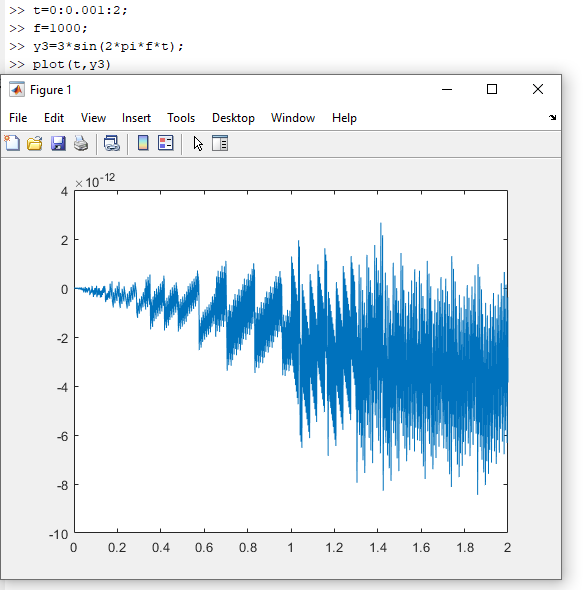 >> t=0:0.001:2;
>> f=1000;
>> y3=3*sin(2*pi*f*t);
>> plot(t,y3)
Figure 1
File Edit View Insert Tools Desktop Window Help
×10-12
4
2
0
-2
-4
-6
-8
-10
0 0.2 0.4 0.6 0.8 1 1.2 1.4 1.6 1.8 2